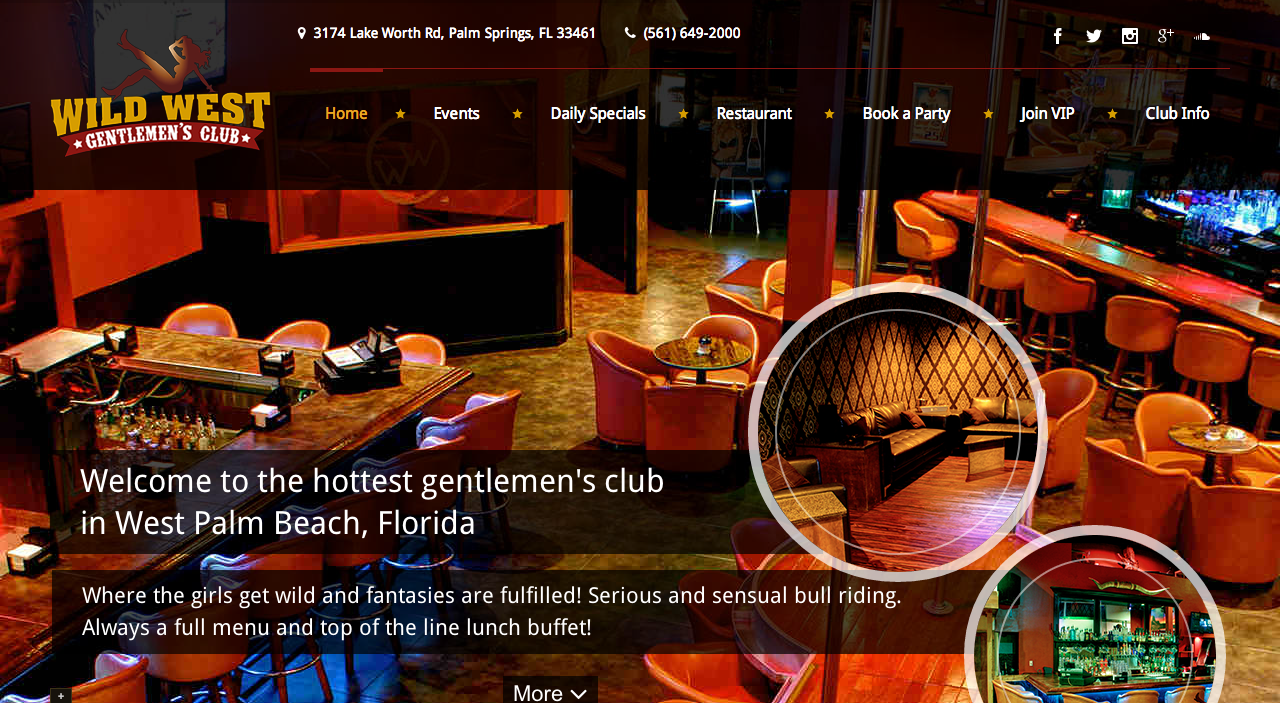 3174 Lake Worth Rd, Palm Springs, FL 33461
(561) 649-2000
WILD WEST
GENTLEMEN'S CLUB
Home
Events
Daily Specials
Restaurant
Book a Party
Join VIP
Club Info
Welcome to the hottest gentlemen's club
in West Palm Beach, Florida
Where the girls get wild and fantasies are fulfilled! Serious and sensual bull riding.
Always a full menu and top of the line lunch buffet!
+
More